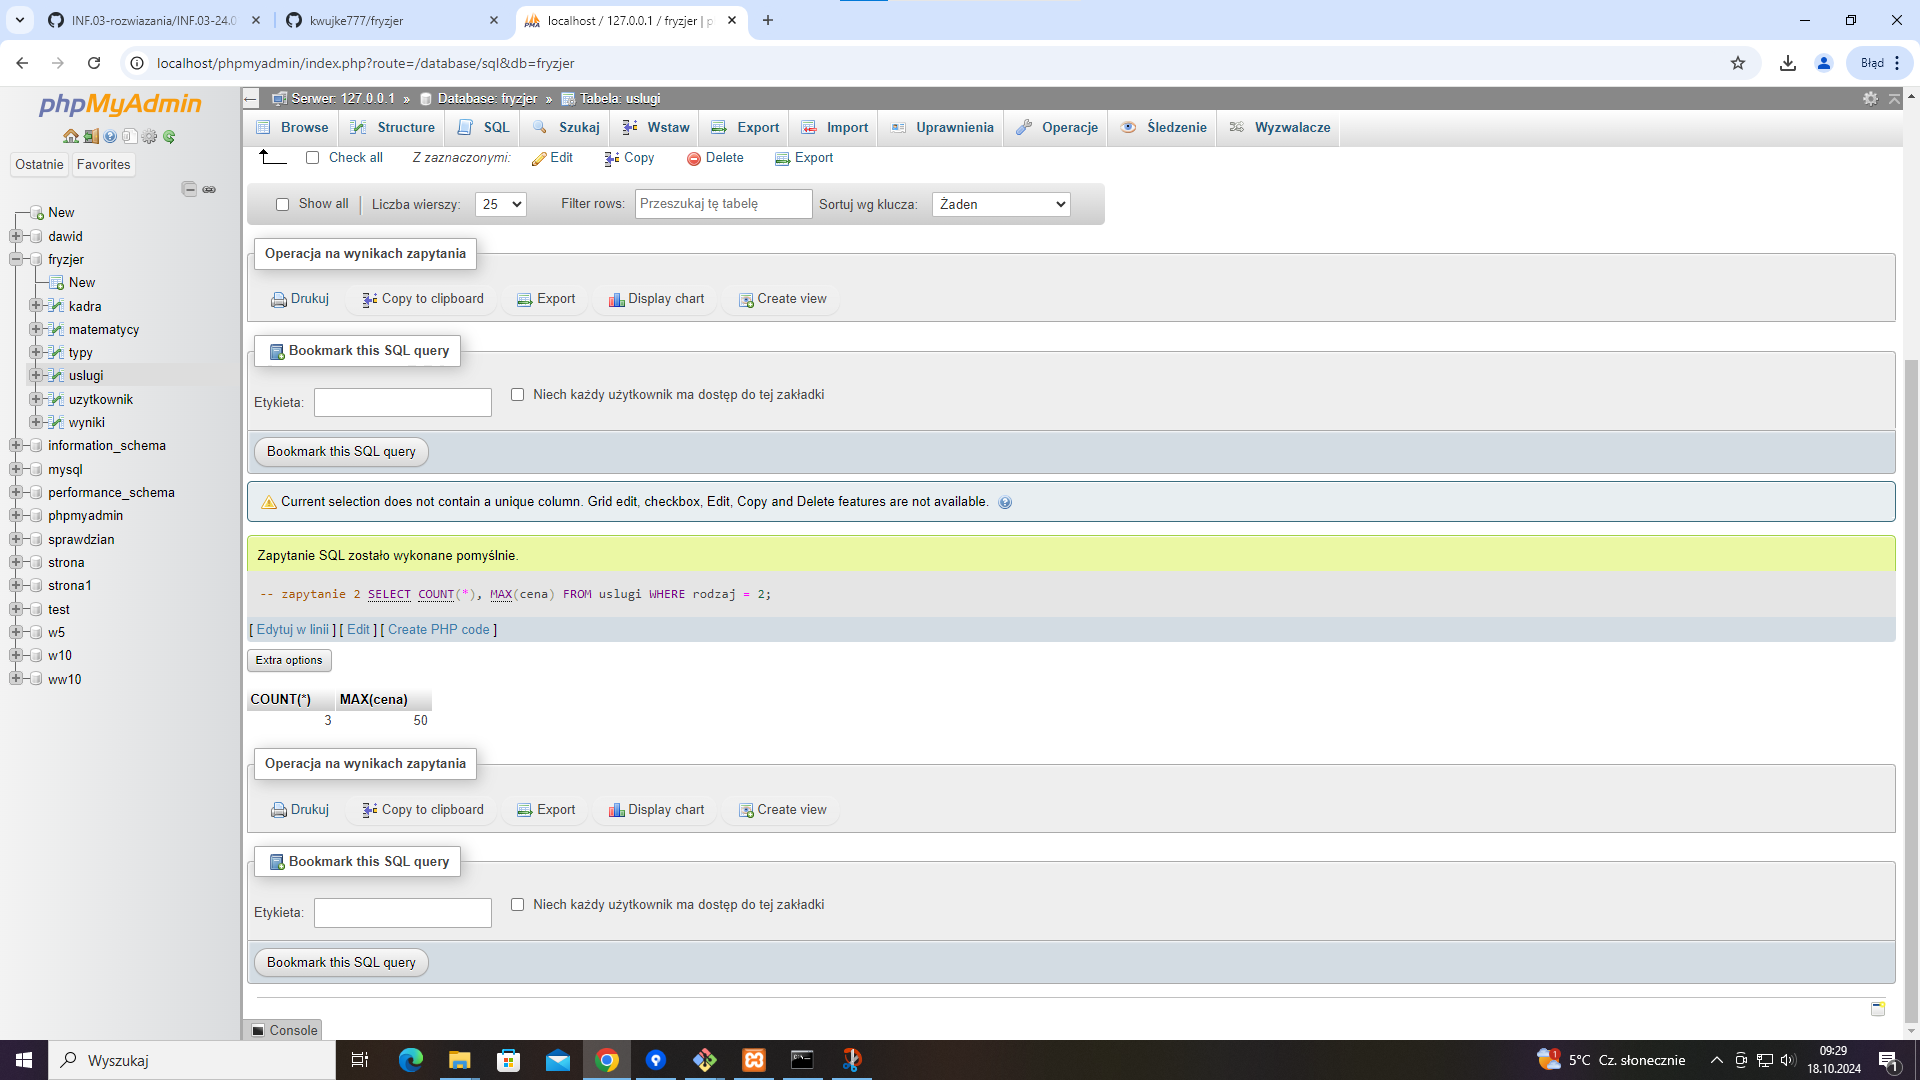 INF.03-rozwiazania/INF.03-24.0
kwujke777/fryzjer
localhost / 127.0.0.1 / fryzjer | p
localhost/phpmyadmin/index.php?route=/database/sql&db=fryzjer
Błąd
phpMyAdmin
Ostatnie Favorites
New
dawid
fryzjer
New
kadra
matematycy
typy
uslugi
uzytkownik
wyniki
information_schema
mysql
performance_schema
phpmyadmin
sprawdzian
strona
strona1
test
w5
w10
ww10
Serwer: 127.0.0.1 » Database: fryzjer » Tabela: uslugi
Browse Structure SQL Szukaj Wstaw Export Import Uprawnienia Operacje Śledzenie Wyzwalacze
Check all Z zaznaczonymi: Edit Copy Delete Export
Show all Liczba wierszy: 25 Filter rows: Przeszukaj tę tabelę Sortuj wg klucza: Żaden
Operacja na wynikach zapytania
Drukuj Copy to clipboard Export Display chart Create view
Bookmark this SQL query
Etykieta: Niech każdy użytkownik ma dostęp do tej zakładki
Bookmark this SQL query
Current selection does not contain a unique column. Grid edit, checkbox, Edit, Copy and Delete features are not available.
Zapytanie SQL zostało wykonane pomyślnie.
-- zapytanie 2 SELECT COUNT(*), MAX(cena) FROM uslugi WHERE rodzaj = 2;
[ Edytuj w linii ] [ Edit ] [ Create PHP code ]
Extra options
COUNT(*) MAX(cena)
3 50
Operacja na wynikach zapytania
Drukuj Copy to clipboard Export Display chart Create view
Bookmark this SQL query
Etykieta: Niech każdy użytkownik ma dostęp do tej zakładki
Bookmark this SQL query
Console
Wyszukaj
5°C Cz. słonecznie
09:29
18.10.2024